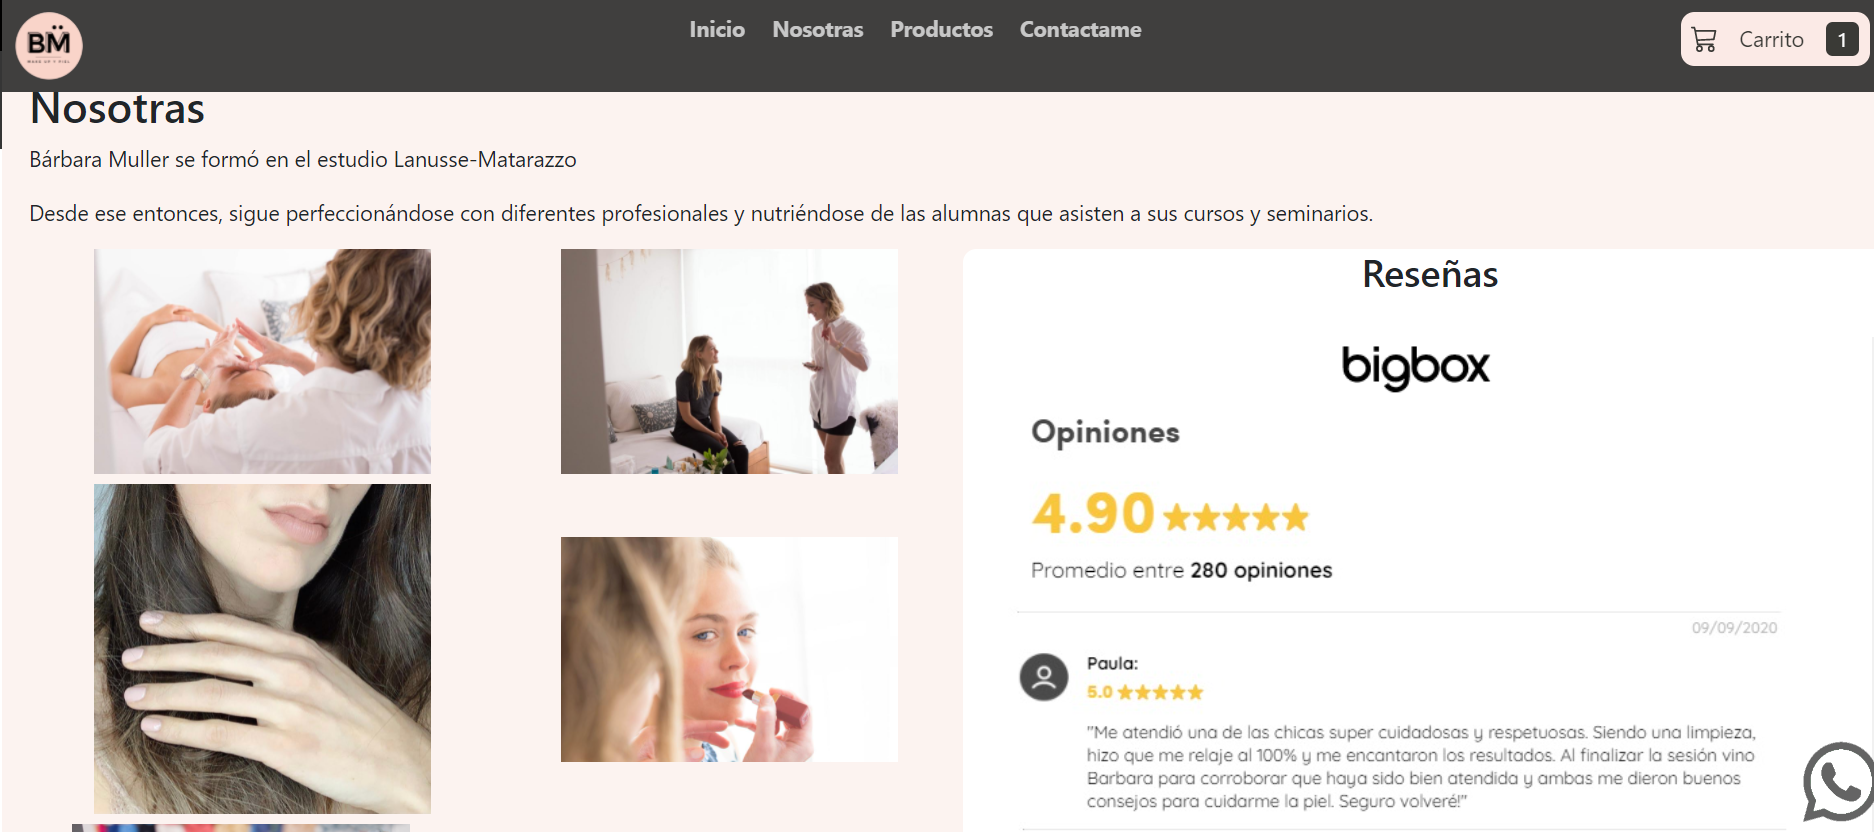 BM
MAKE UP Y PIEL
Inicio Nosotras Productos Contactame
Carrito 1
Nosotras
Bárbara Muller se formó en el estudio Lanusse-Matarazzo
Desde ese entonces, sigue perfeccionándose con diferentes profesionales y nutriéndose de las alumnas que asisten a sus cursos y seminarios.
Reseñas
bigbox
Opiniones
4.90
Promedio entre 280 opiniones
09/09/2020
Paula:
5.0
"Me atendió una de las chicas super cuidadosas y respetuosas. Siendo una limpieza,
hizo que me relaje al 100% y me encantaron los resultados. Al finalizar la sesión vino
Barbara para corroborar que haya sido bien atendida y ambas me dieron buenos
consejos para cuidarme la piel. Seguro volveré!"